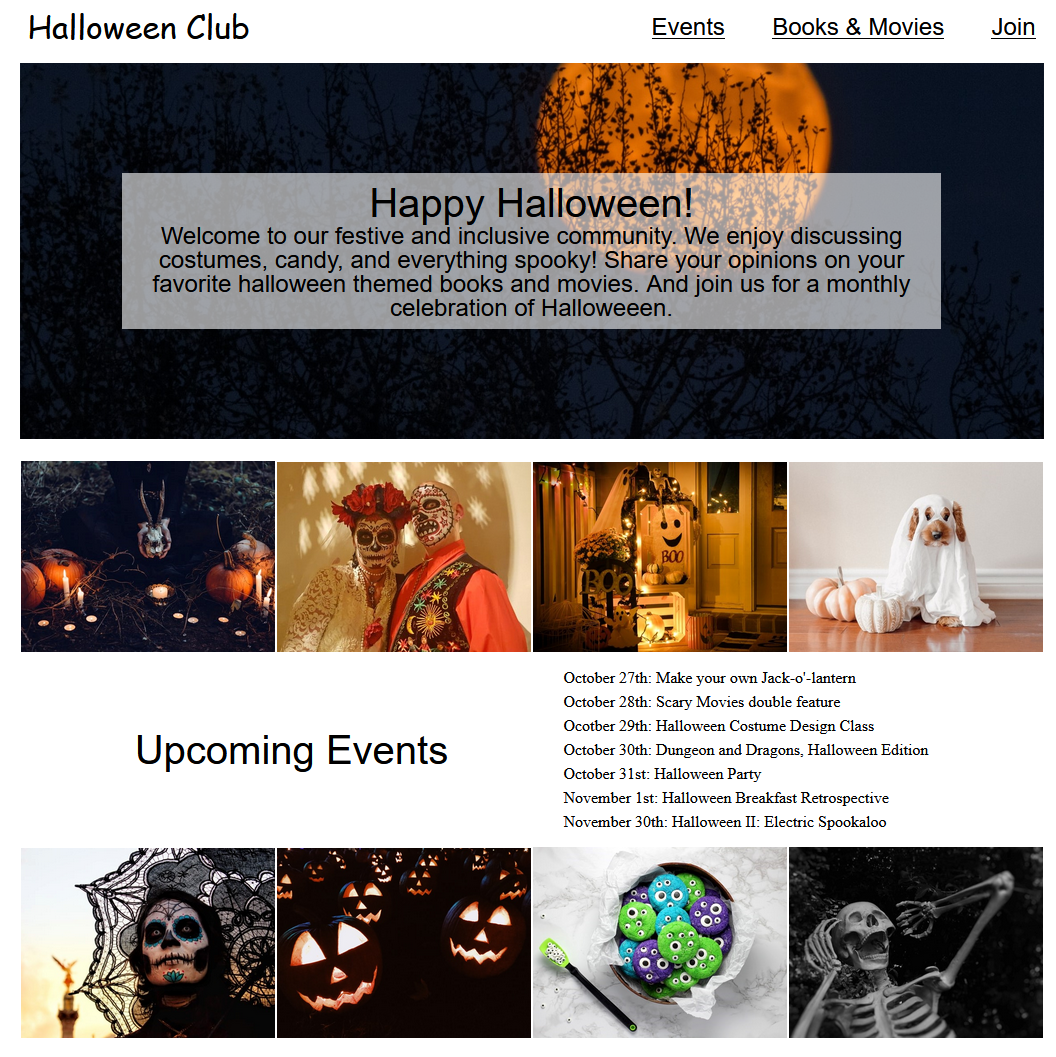 Halloween Club
Events
Books & Movies
Join
Happy Halloween!
Welcome to our festive and inclusive community. We enjoy discussing
costumes, candy, and everything spooky! Share your opinions on your
favorite halloween themed books and movies. And join us for a monthly
celebration of Halloweeen.
BOO
BOO
Upcoming Events
October 27th: Make your own Jack-o'-lantern
October 28th: Scary Movies double feature
Ocotber 29th: Halloween Costume Design Class
October 30th: Dungeon and Dragons, Halloween Edition
October 31st: Halloween Party
November 1st: Halloween Breakfast Retrospective
November 30th: Halloween II: Electric Spookaloo